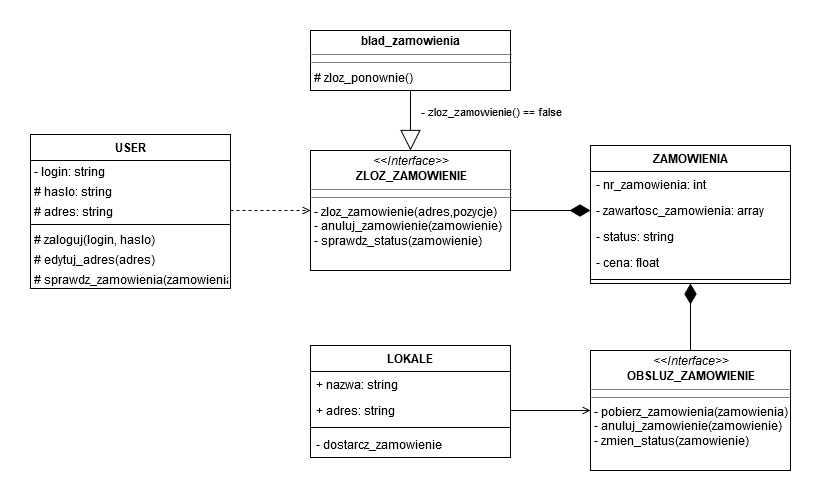 blad_zamowienia
# zloz_ponownie()
- zloz_zamowienie() == false
USER
- login: string
# haslo: string
# adres: string
# zaloguj(login, haslo)
# edytuj_adres(adres)
# sprawdz_zamowienia(zamowienia
<<Interface>>
ZLOZ_ZAMOWIENIE
- zloz_zamowienie(adres,pozycje)
- anuluj_zamowienie(zamowienie)
- sprawdz_status(zamowienie)
ZAMOWIENIA
- nr_zamowienia: int
- zawartosc_zamowienia: array
- status: string
- cena: float
LOKALE
+ nazwa: string
+ adres: string
- dostarcz_zamowienie
<<Interface>>
OBSLUZ_ZAMOWIENIE
- pobierz_zamowienia(zamowienia)
- anuluj_zamowienie(zamowienie)
- zmien_status(zamowienie)